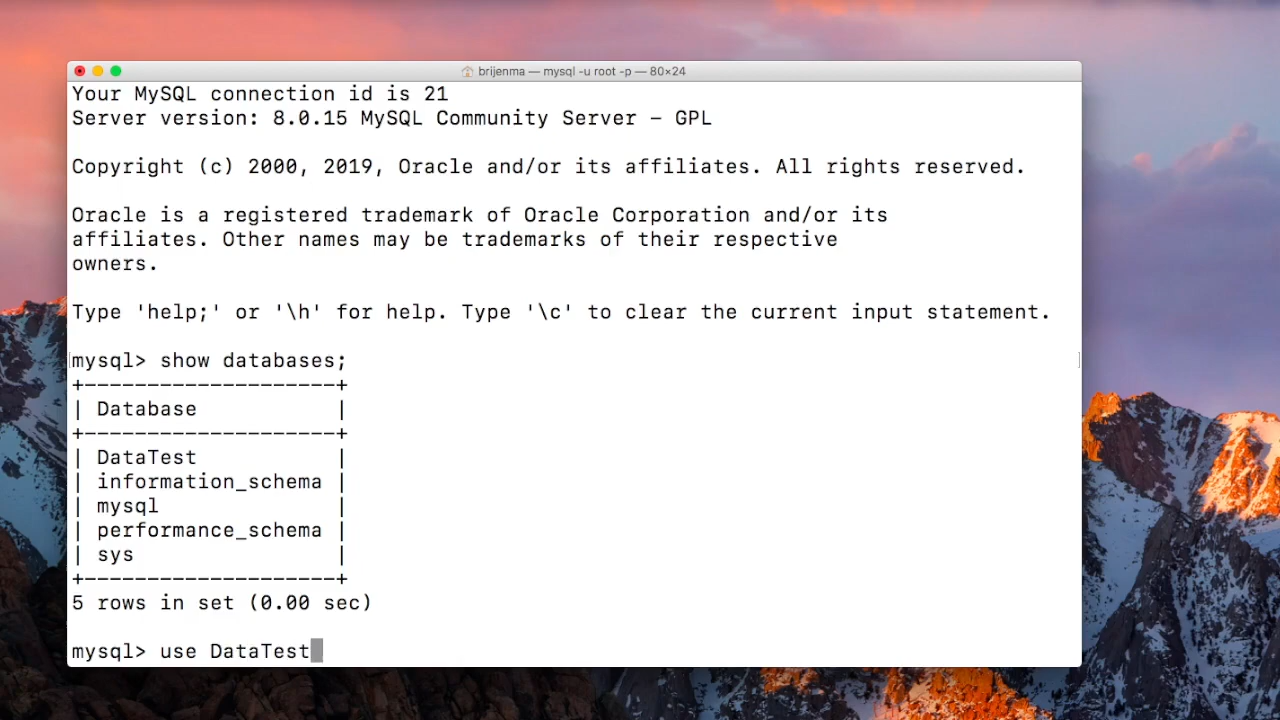 brijenma — mysql -u root -p — 80×24
Your MySQL connection id is 21
Server version: 8.0.15 MySQL Community Server - GPL
Copyright (c) 2000, 2019, Oracle and/or its affiliates. All rights reserved.
Oracle is a registered trademark of Oracle Corporation and/or its
affiliates. Other names may be trademarks of their respective
owners.
Type 'help;' or '\h' for help. Type '\c' to clear the current input statement.
mysql> show databases;
+--------------------+
| Database           |
+--------------------+
| DataTest           |
| information_schema |
| mysql              |
| performance_schema |
| sys                |
+--------------------+
5 rows in set (0.00 sec)
mysql> use DataTest